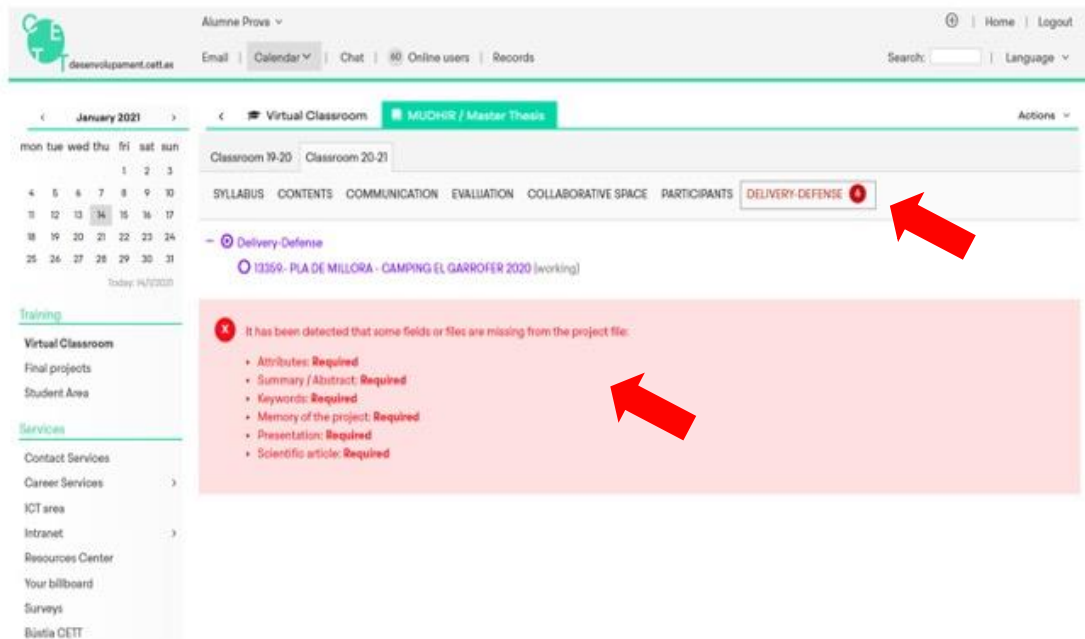 CETT
desenvolupament.cett.es
Alumne Prova
Home | Logout
Email | Calendar | Chat | 60 Online users | Records
Search: | Language
< January 2021 >
mon tue wed thu fri sat sun
1 2 3
4 5 6 7 8 9 10
11 12 13 14 15 16 17
18 19 20 21 22 23 24
25 26 27 28 29 30 31
Today: 14/1/2021
Training
Virtual Classroom
Final projects
Student Area
Services
Contact Services
Career Services >
ICT area
Intranet >
Resources Center
Your billboard
Surveys
Bústia CETT
< Virtual Classroom MUDHIR / Master Thesis Actions
Classroom 19-20 Classroom 20-21
SYLLABUS CONTENTS COMMUNICATION EVALUATION COLLABORATIVE SPACE PARTICIPANTS DELIVERY-DEFENSE 6
Delivery-Defense
13359.- PLA DE MILLORA - CAMPING EL GARROFER 2020 (working)
X It has been detected that some fields or files are missing from the project file:
• Attributes: Required
• Summary / Abstract: Required
• Keywords: Required
• Memory of the project: Required
• Presentation: Required
• Scientific article: Required